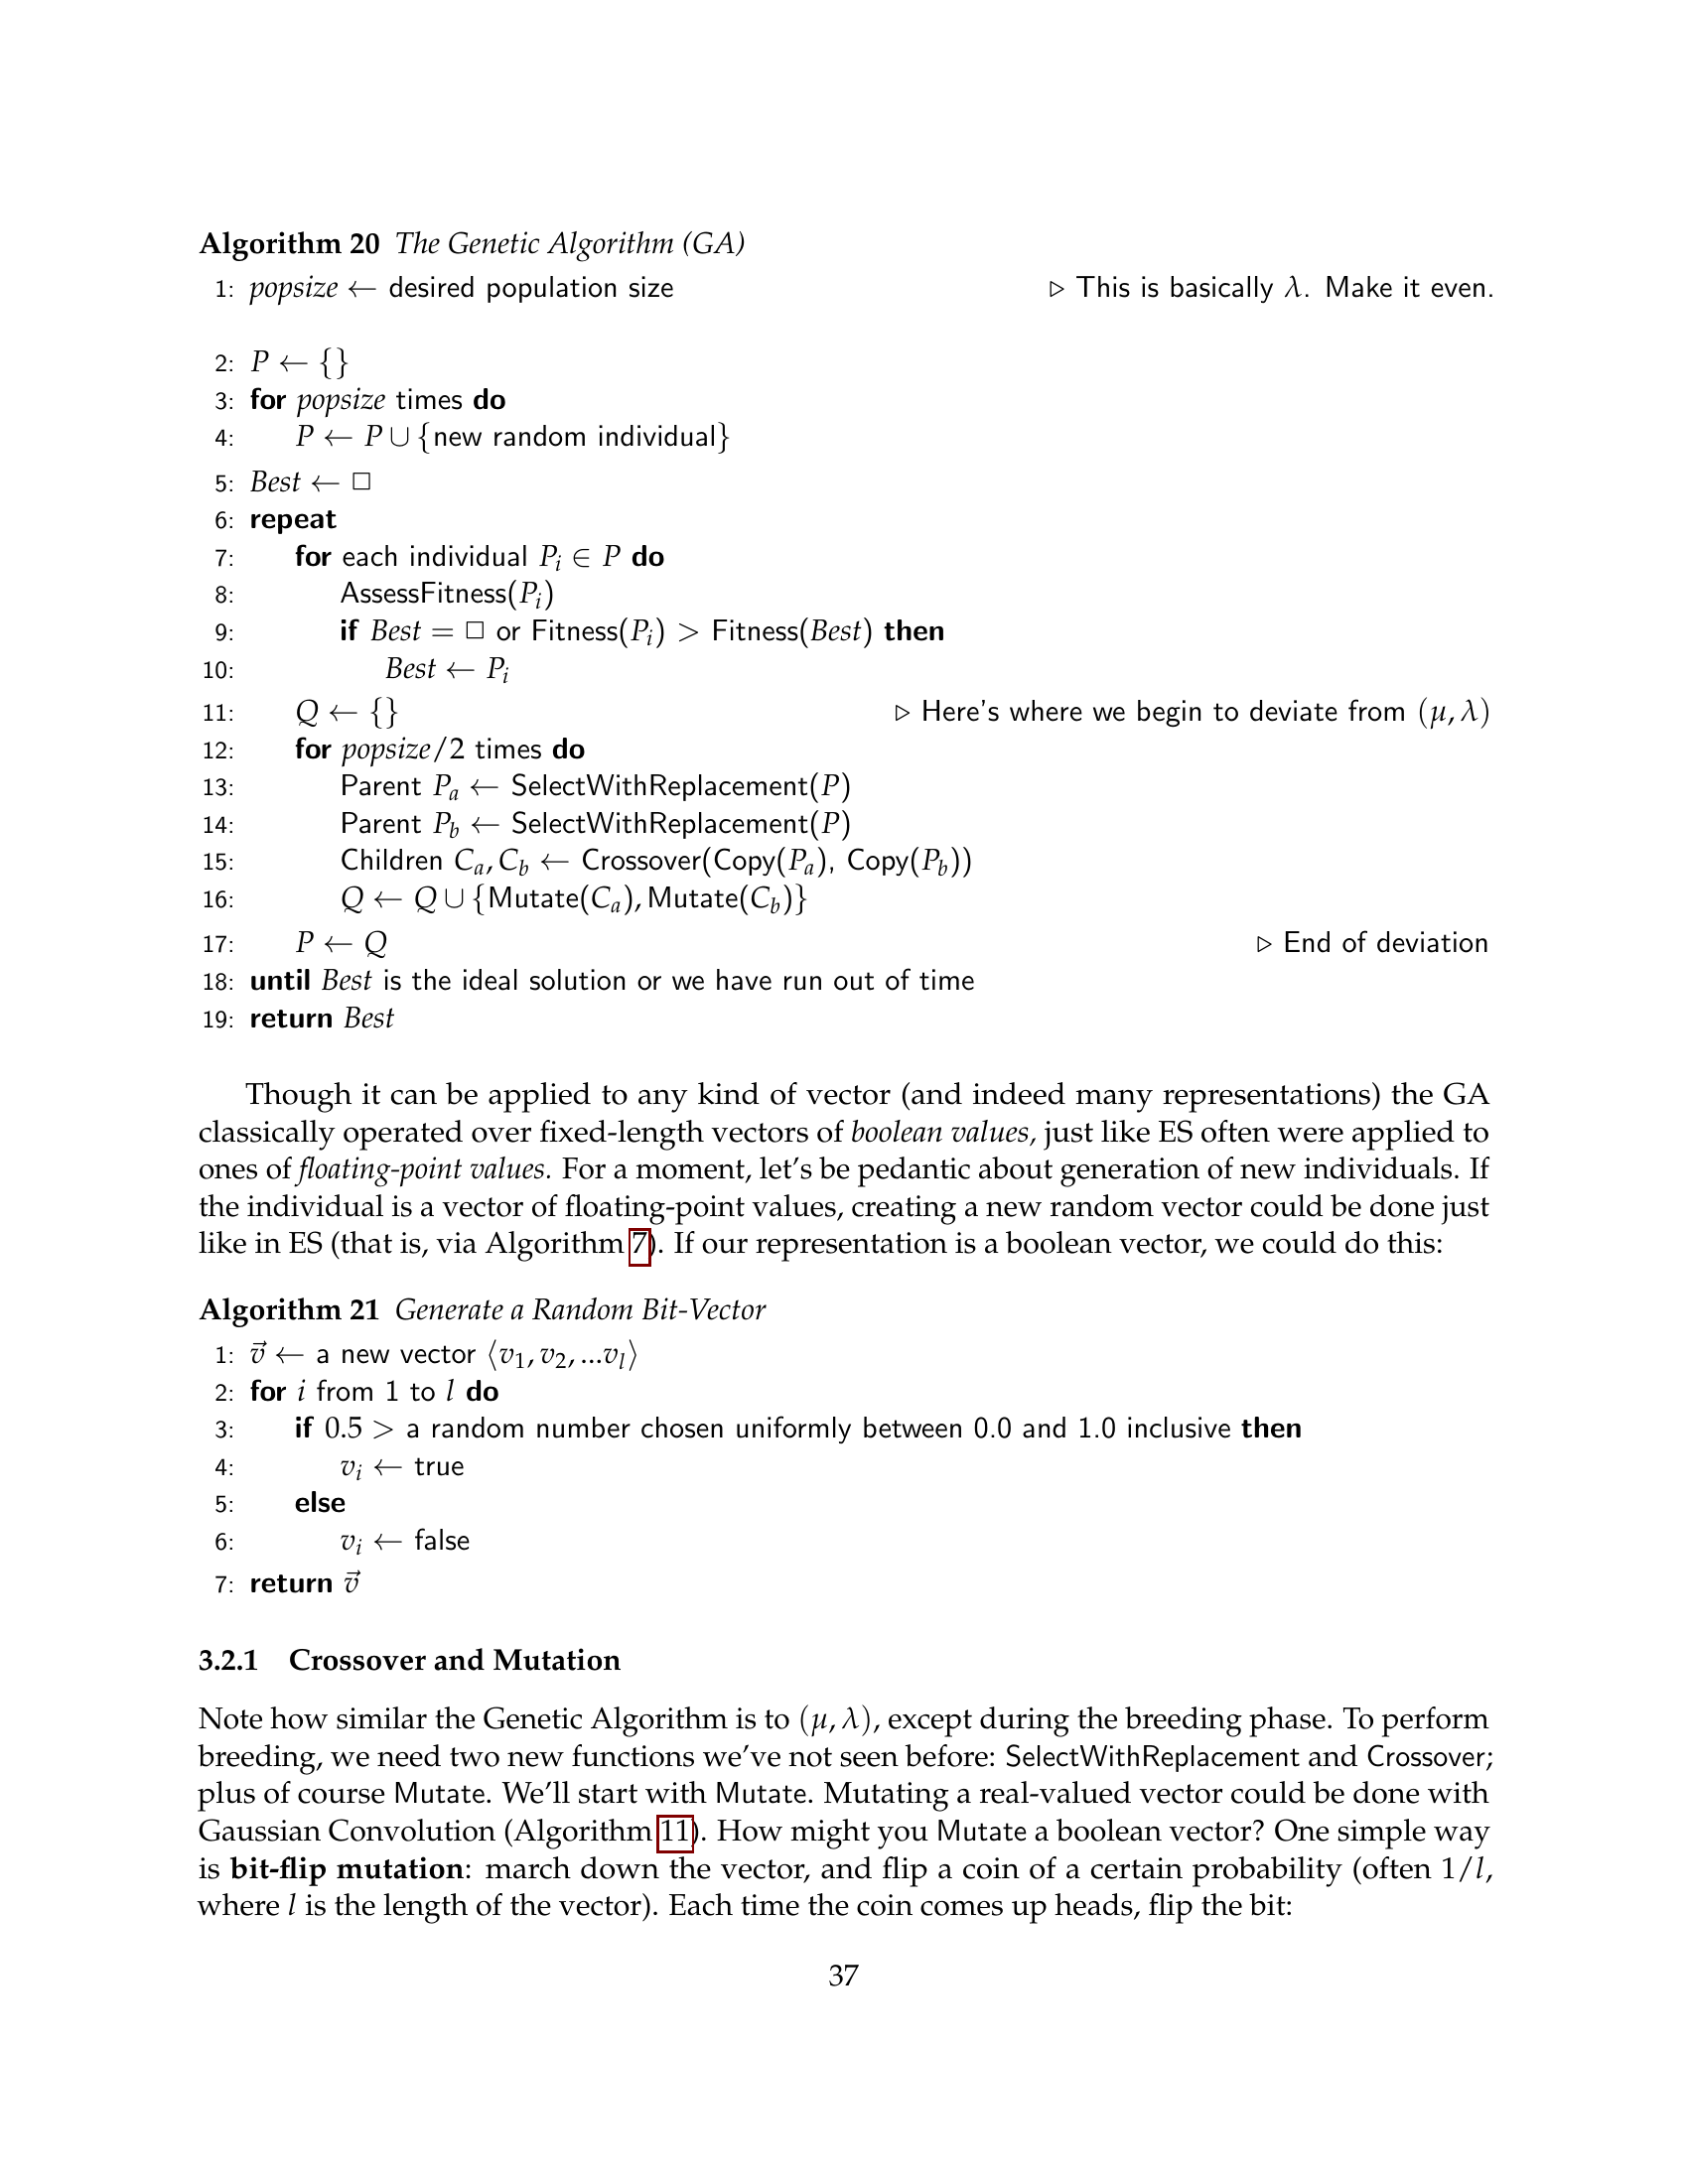 Algorithm 20 The Genetic Algorithm (GA)
1: popsize ← desired population size ▷ This is basically λ. Make it even.
2: P ← {}
3: for popsize times do
4: P ← P ∪ {new random individual}
5: Best ← □
6: repeat
7: for each individual Pᵢ ∈ P do
8: AssessFitness(Pᵢ)
9: if Best = □ or Fitness(Pᵢ) > Fitness(Best) then
10: Best ← Pᵢ
11: Q ← {} ▷ Here's where we begin to deviate from (µ, λ)
12: for popsize/2 times do
13: Parent Pₐ ← SelectWithReplacement(P)
14: Parent P_b ← SelectWithReplacement(P)
15: Children Cₐ, C_b ← Crossover(Copy(Pₐ), Copy(P_b))
16: Q ← Q ∪ {Mutate(Cₐ), Mutate(C_b)}
17: P ← Q ▷ End of deviation
18: until Best is the ideal solution or we have run out of time
19: return Best
Though it can be applied to any kind of vector (and indeed many representations) the GA
classically operated over fixed-length vectors of boolean values, just like ES often were applied to
ones of floating-point values. For a moment, let's be pedantic about generation of new individuals. If
the individual is a vector of floating-point values, creating a new random vector could be done just
like in ES (that is, via Algorithm 7). If our representation is a boolean vector, we could do this:
Algorithm 21 Generate a Random Bit-Vector
1: v⃗ ← a new vector ⟨v₁, v₂, ...vₗ⟩
2: for i from 1 to l do
3: if 0.5 > a random number chosen uniformly between 0.0 and 1.0 inclusive then
4: vᵢ ← true
5: else
6: vᵢ ← false
7: return v⃗
3.2.1 Crossover and Mutation
Note how similar the Genetic Algorithm is to (µ, λ), except during the breeding phase. To perform
breeding, we need two new functions we've not seen before: SelectWithReplacement and Crossover;
plus of course Mutate. We'll start with Mutate. Mutating a real-valued vector could be done with
Gaussian Convolution (Algorithm 11). How might you Mutate a boolean vector? One simple way
is bit-flip mutation: march down the vector, and flip a coin of a certain probability (often 1/l,
where l is the length of the vector). Each time the coin comes up heads, flip the bit:
37